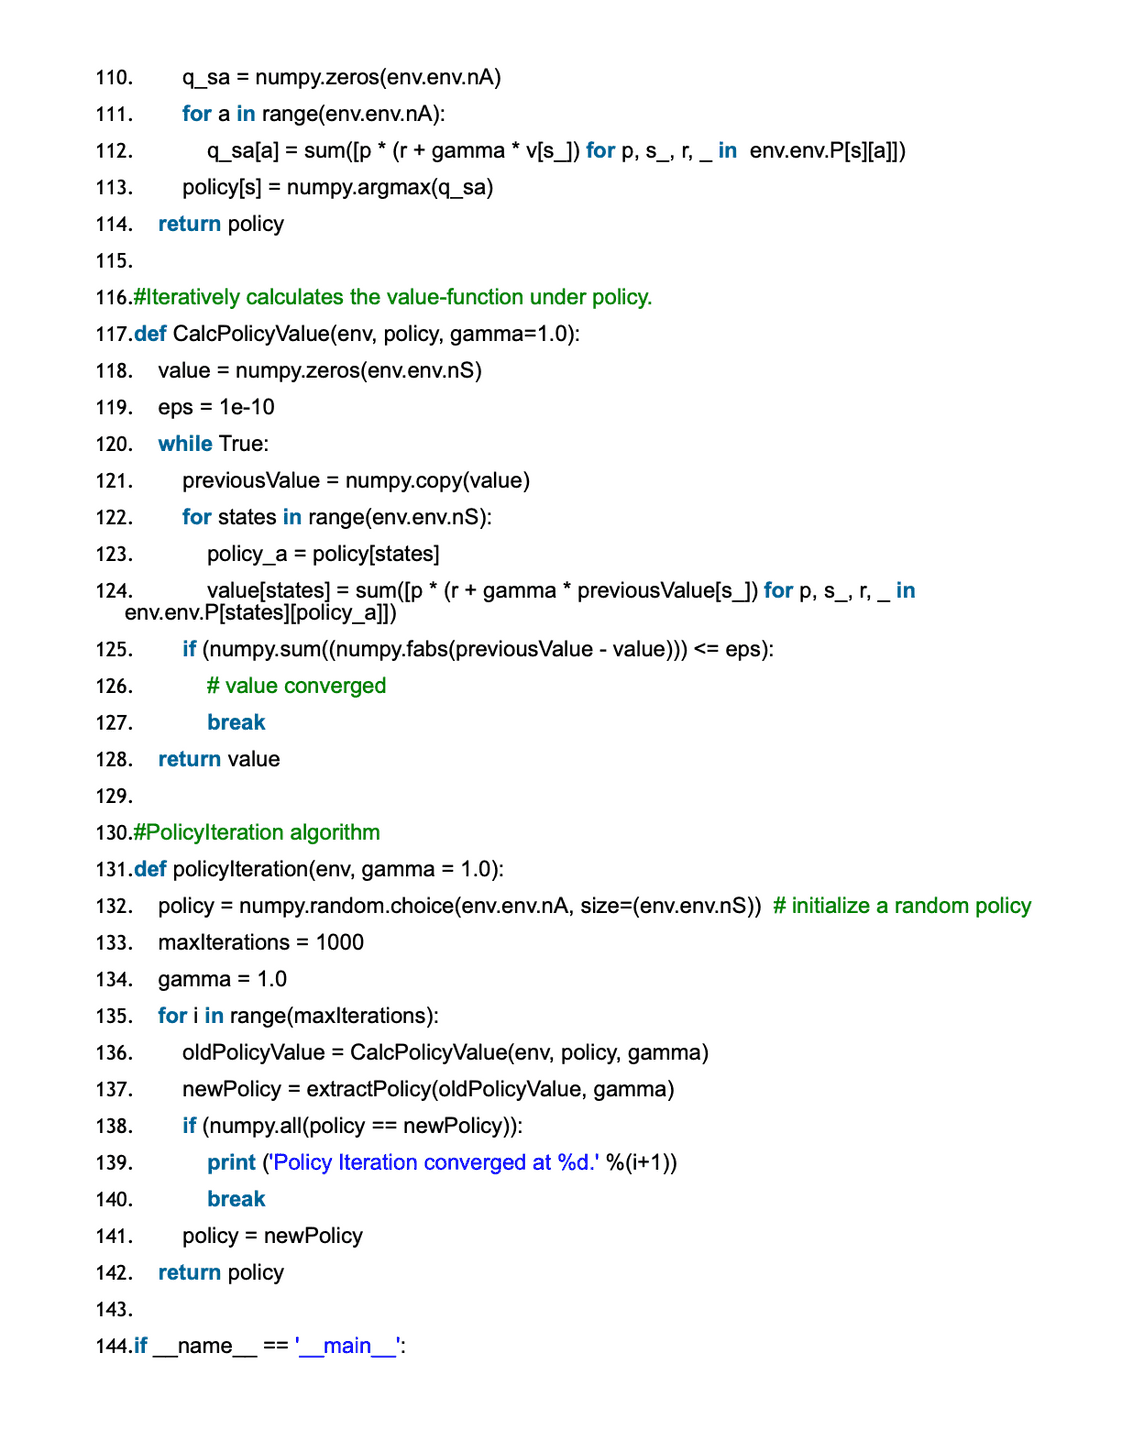 110.        q_sa = numpy.zeros(env.env.nA)
111.        for a in range(env.env.nA):
112.            q_sa[a] = sum([p * (r + gamma * v[s_]) for p, s_, r, _ in  env.env.P[s][a]])
113.        policy[s] = numpy.argmax(q_sa)
114.    return policy
115.
116.#Iteratively calculates the value-function under policy.
117.def CalcPolicyValue(env, policy, gamma=1.0):
118.    value = numpy.zeros(env.env.nS)
119.    eps = 1e-10
120.    while True:
121.        previousValue = numpy.copy(value)
122.        for states in range(env.env.nS):
123.            policy_a = policy[states]
124.            value[states] = sum([p * (r + gamma * previousValue[s_]) for p, s_, r, _ in
env.env.P[states][policy_a]])
125.        if (numpy.sum((numpy.fabs(previousValue - value))) <= eps):
126.            # value converged
127.            break
128.    return value
129.
130.#PolicyIteration algorithm
131.def policyIteration(env, gamma = 1.0):
132.    policy = numpy.random.choice(env.env.nA, size=(env.env.nS))  # initialize a random policy
133.    maxIterations = 1000
134.    gamma = 1.0
135.    for i in range(maxIterations):
136.        oldPolicyValue = CalcPolicyValue(env, policy, gamma)
137.        newPolicy = extractPolicy(oldPolicyValue, gamma)
138.        if (numpy.all(policy == newPolicy)):
139.            print ('Policy Iteration converged at %d.' %(i+1))
140.            break
141.        policy = newPolicy
142.    return policy
143.
144.if __name__ == '__main__':